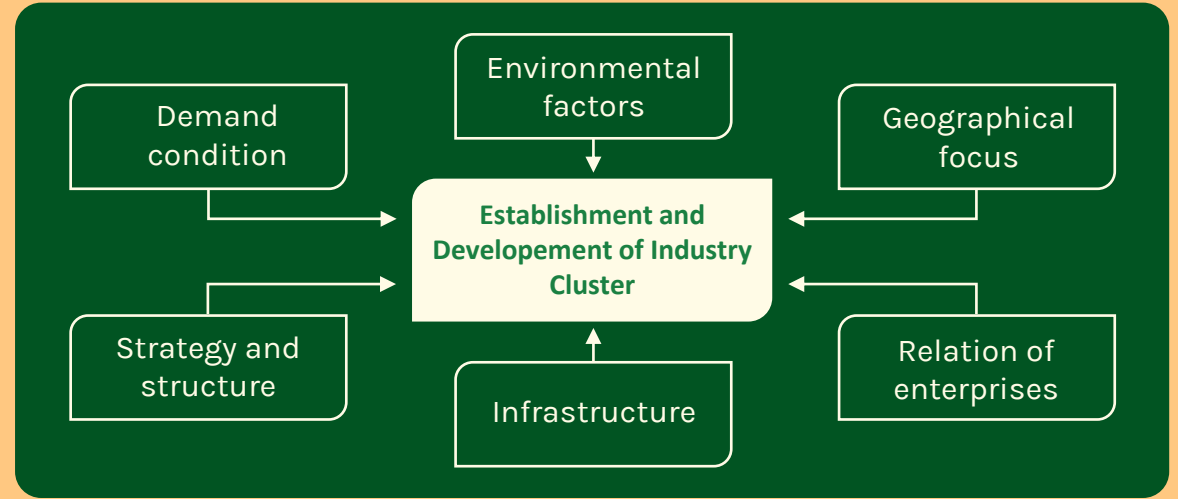 Environmental
factors
Demand
condition
Geographical
focus
Establishment and
Developement of Industry
Cluster
Strategy and
structure
Infrastructure
Relation of
enterprises